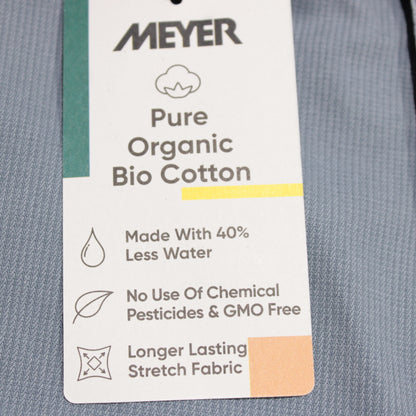 MEYER
Pure
Organic
Bio Cotton
Made With 40%
Less Water
No Use Of Chemical
Pesticides & GMO Free
Longer Lasting
Stretch Fabric